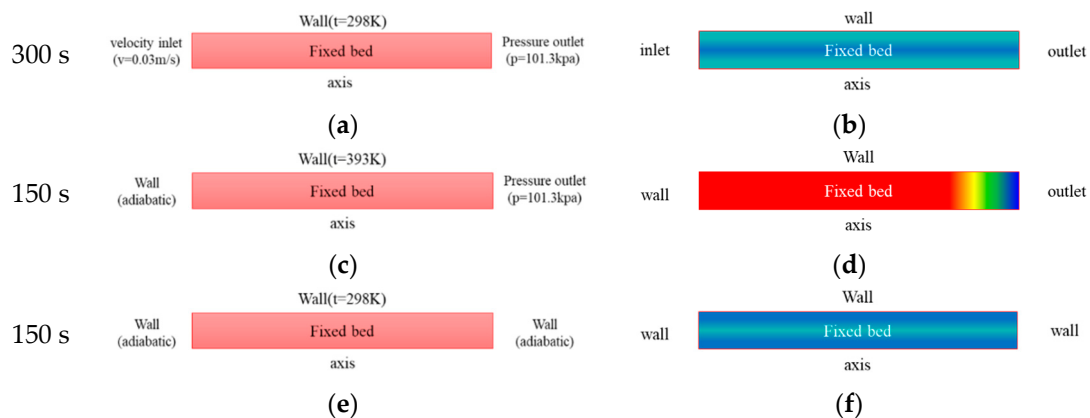 Wall(t=298K)
wall
300 s
velocity inlet
(v=0.03m/s)
Fixed bed
Pressure outlet
(p=101.3kpa)
inlet
Fixed bed
outlet
axis
axis
(a)
(b)
Wall(t=393K)
Wall
150 s
Wall
(adiabatic)
Fixed bed
Pressure outlet
(p=101.3kpa)
wall
Fixed bed
outlet
axis
axis
(c)
(d)
Wall(t=298K)
Wall
150 s
Wall
(adiabatic)
Fixed bed
Wall
(adiabatic)
wall
Fixed bed
wall
axis
axis
(e)
(f)